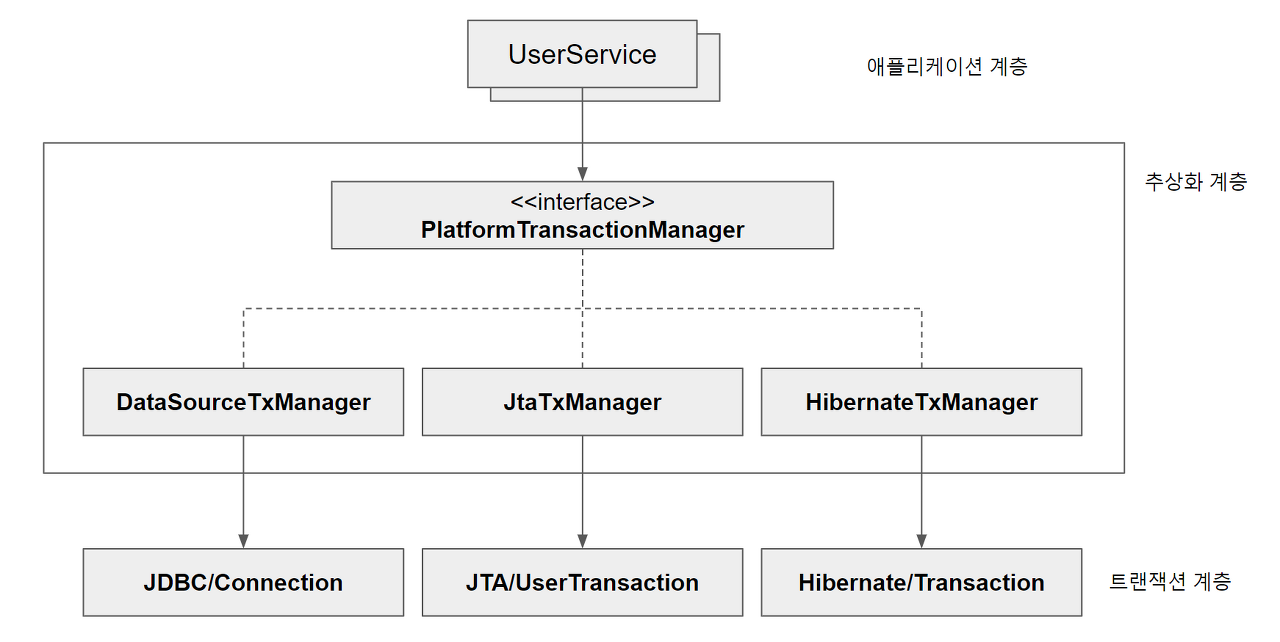 UserService
애플리케이션 계층
추상화 계층
<<interface>>
PlatformTransactionManager
DataSourceTxManager
JtaTxManager
HibernateTxManager
JDBC/Connection
JTA/UserTransaction
Hibernate/Transaction
트랜잭션 계층